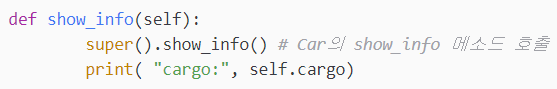 def show_info(self):
super().show_info() # Car의 show_info 메소드 호출
print( "cargo:", self.cargo)